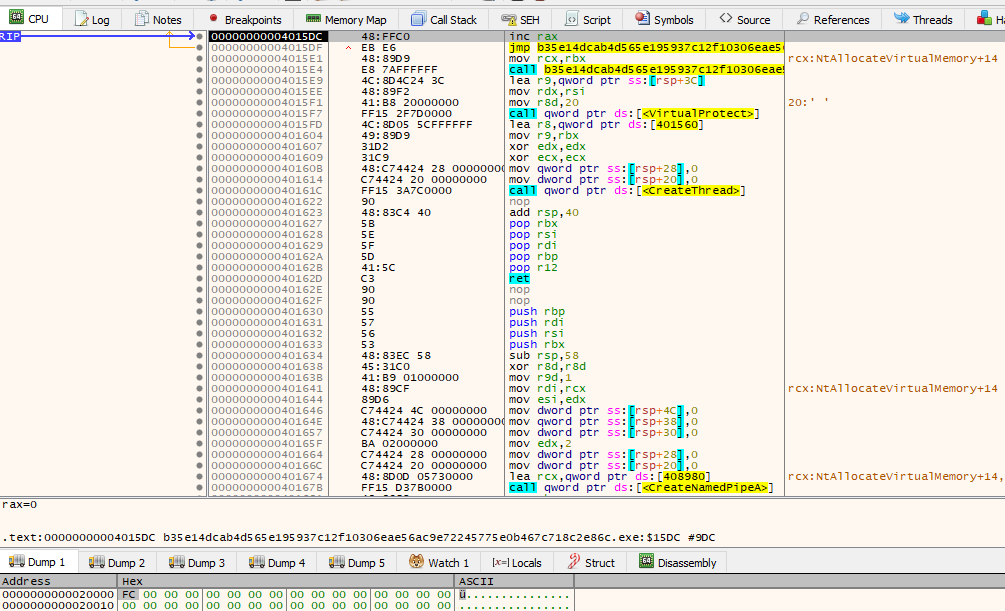 CPU Log Notes Breakpoints Memory Map Call Stack SEH Script Symbols Source References Threads Ha
RIP
00000000004015DC 48:FFC0 inc rax
00000000004015DF EB E6 jmp b35e14dcab4d565e195937c12f10306eae56
00000000004015E1 48:89D9 mov rcx,rbx rcx:NtAllocateVirtualMemory+14
00000000004015E4 E8 7AFFFFFF call b35e14dcab4d565e195937c12f10306eae5
00000000004015E9 4C:8D4C24 3C lea r9,qword ptr ss:[rsp+3C]
00000000004015EE 48:89F2 mov rdx,rsi
00000000004015F1 41:B8 20000000 mov r8d,20 20:' '
00000000004015F7 FF15 2F7D0000 call qword ptr ds:[<VirtualProtect>]
00000000004015FD 4C:8D05 5CFFFFFF lea r8,qword ptr ds:[401560]
0000000000401604 49:89D9 mov r9,rbx
0000000000401607 31D2 xor edx,edx
0000000000401609 31C9 xor ecx,ecx
000000000040160B 48:C74424 28 00000000 mov qword ptr ss:[rsp+28],0
0000000000401614 C74424 20 00000000 mov dword ptr ss:[rsp+20],0
000000000040161C FF15 3A7C0000 call qword ptr ds:[<CreateThread>]
0000000000401622 90 nop
0000000000401623 48:83C4 40 add rsp,40
0000000000401627 5B pop rbx
0000000000401628 5E pop rsi
0000000000401629 5F pop rdi
000000000040162A 5D pop rbp
000000000040162B 41:5C pop r12
000000000040162D C3 ret
000000000040162E 90 nop
000000000040162F 90 nop
0000000000401630 55 push rbp
0000000000401631 57 push rdi
0000000000401632 56 push rsi
0000000000401633 53 push rbx
0000000000401634 48:83EC 58 sub rsp,58
0000000000401638 45:31C0 xor r8d,r8d
000000000040163B 41:B9 01000000 mov r9d,1
0000000000401641 48:89CF mov rdi,rcx rcx:NtAllocateVirtualMemory+14
0000000000401644 89D6 mov esi,edx
0000000000401646 C74424 4C 00000000 mov dword ptr ss:[rsp+4C],0
000000000040164E 48:C74424 38 00000000 mov qword ptr ss:[rsp+38],0
0000000000401657 C74424 30 00000000 mov dword ptr ss:[rsp+30],0
000000000040165F BA 02000000 mov edx,2
0000000000401664 C74424 28 00000000 mov dword ptr ss:[rsp+28],0
000000000040166C C74424 20 00000000 mov dword ptr ss:[rsp+20],0
0000000000401674 48:8D0D 05730000 lea rcx,qword ptr ds:[408980] rcx:NtAllocateVirtualMemory+14,
000000000040167B FF15 D37B0000 call qword ptr ds:[<CreateNamedPipeA>]
rax=0
.text:00000000004015DC b35e14dcab4d565e195937c12f10306eae56ac9e72245775e0b467c718c2e86c.exe:$15DC #9DC
Dump 1 Dump 2 Dump 3 Dump 4 Dump 5 Watch 1 [x=] Locals Struct Disassembly
Address Hex ASCII
0000000000020000 FC 00 00 00 00 00 00 00 00 00 00 00 00 00 00 00 ü...............
0000000000020010 00 00 00 00 00 00 00 00 00 00 00 00 00 00 00 00 ................